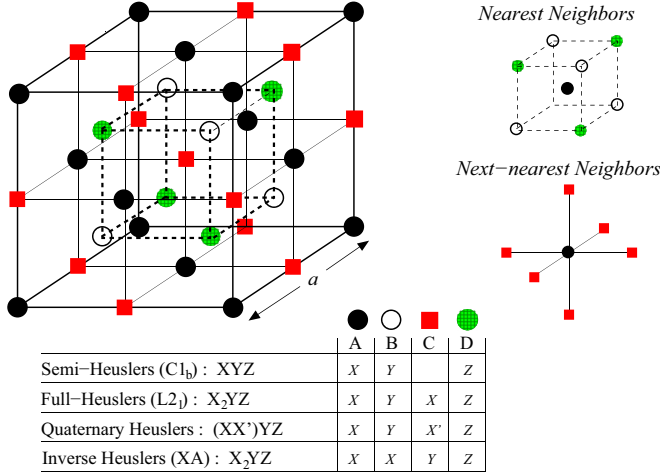 Nearest Neighbors
Next−nearest Neighbors
a
A B C D
Semi−Heuslers (C1b) : XYZ X Y Z
Full−Heuslers (L21) : X2YZ X Y X Z
Quaternary Heuslers : (XX')YZ X Y X' Z
Inverse Heuslers (XA) : X2YZ X X Y Z